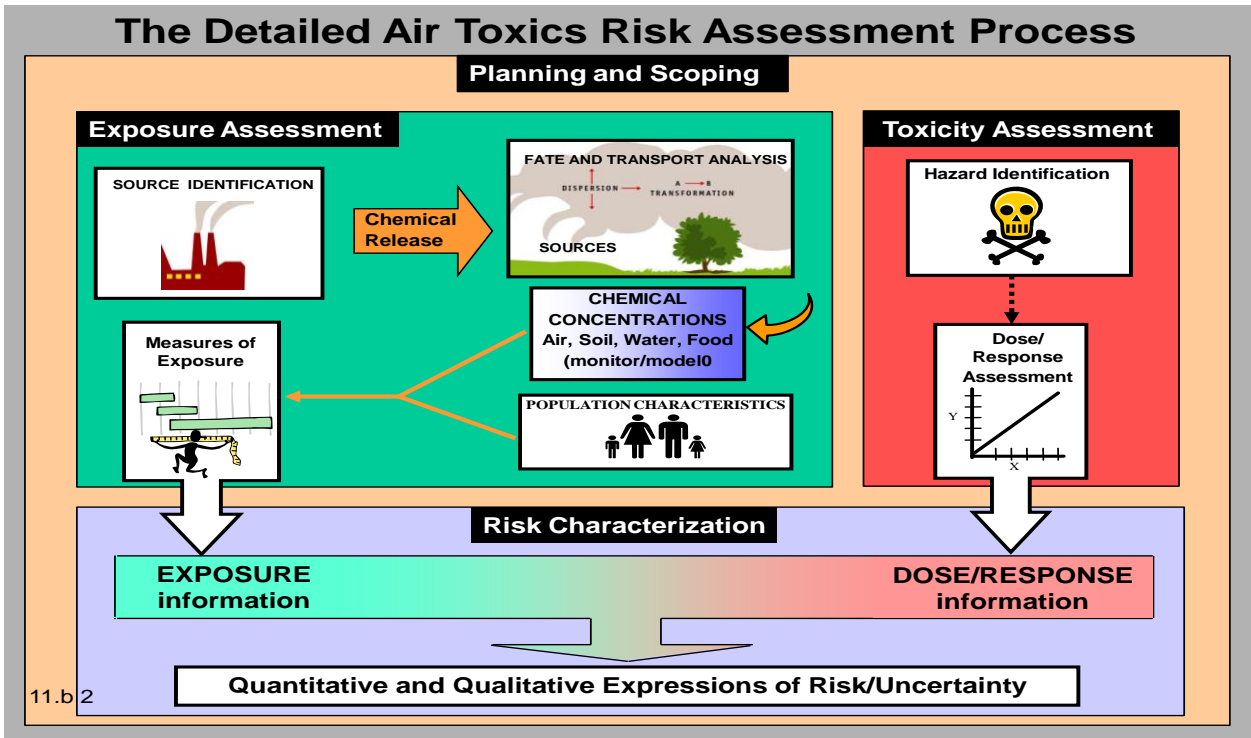 The Detailed Air Toxics Risk Assessment Process
Planning and Scoping
Exposure Assessment
SOURCE IDENTIFICATION
Chemical
Release
FATE AND TRANSPORT ANALYSIS
DISPERSION
A B
TRANSFORMATION
SOURCES
CHEMICAL
CONCENTRATIONS
Air, Soil, Water, Food
(monitor/model0
POPULATION CHARACTERISTICS
Measures of
Exposure
Toxicity Assessment
Hazard Identification
Dose/
Response
Assessment
Y
X
Risk Characterization
EXPOSURE
information
DOSE/RESPONSE
information
Quantitative and Qualitative Expressions of Risk/Uncertainty
11.b 2